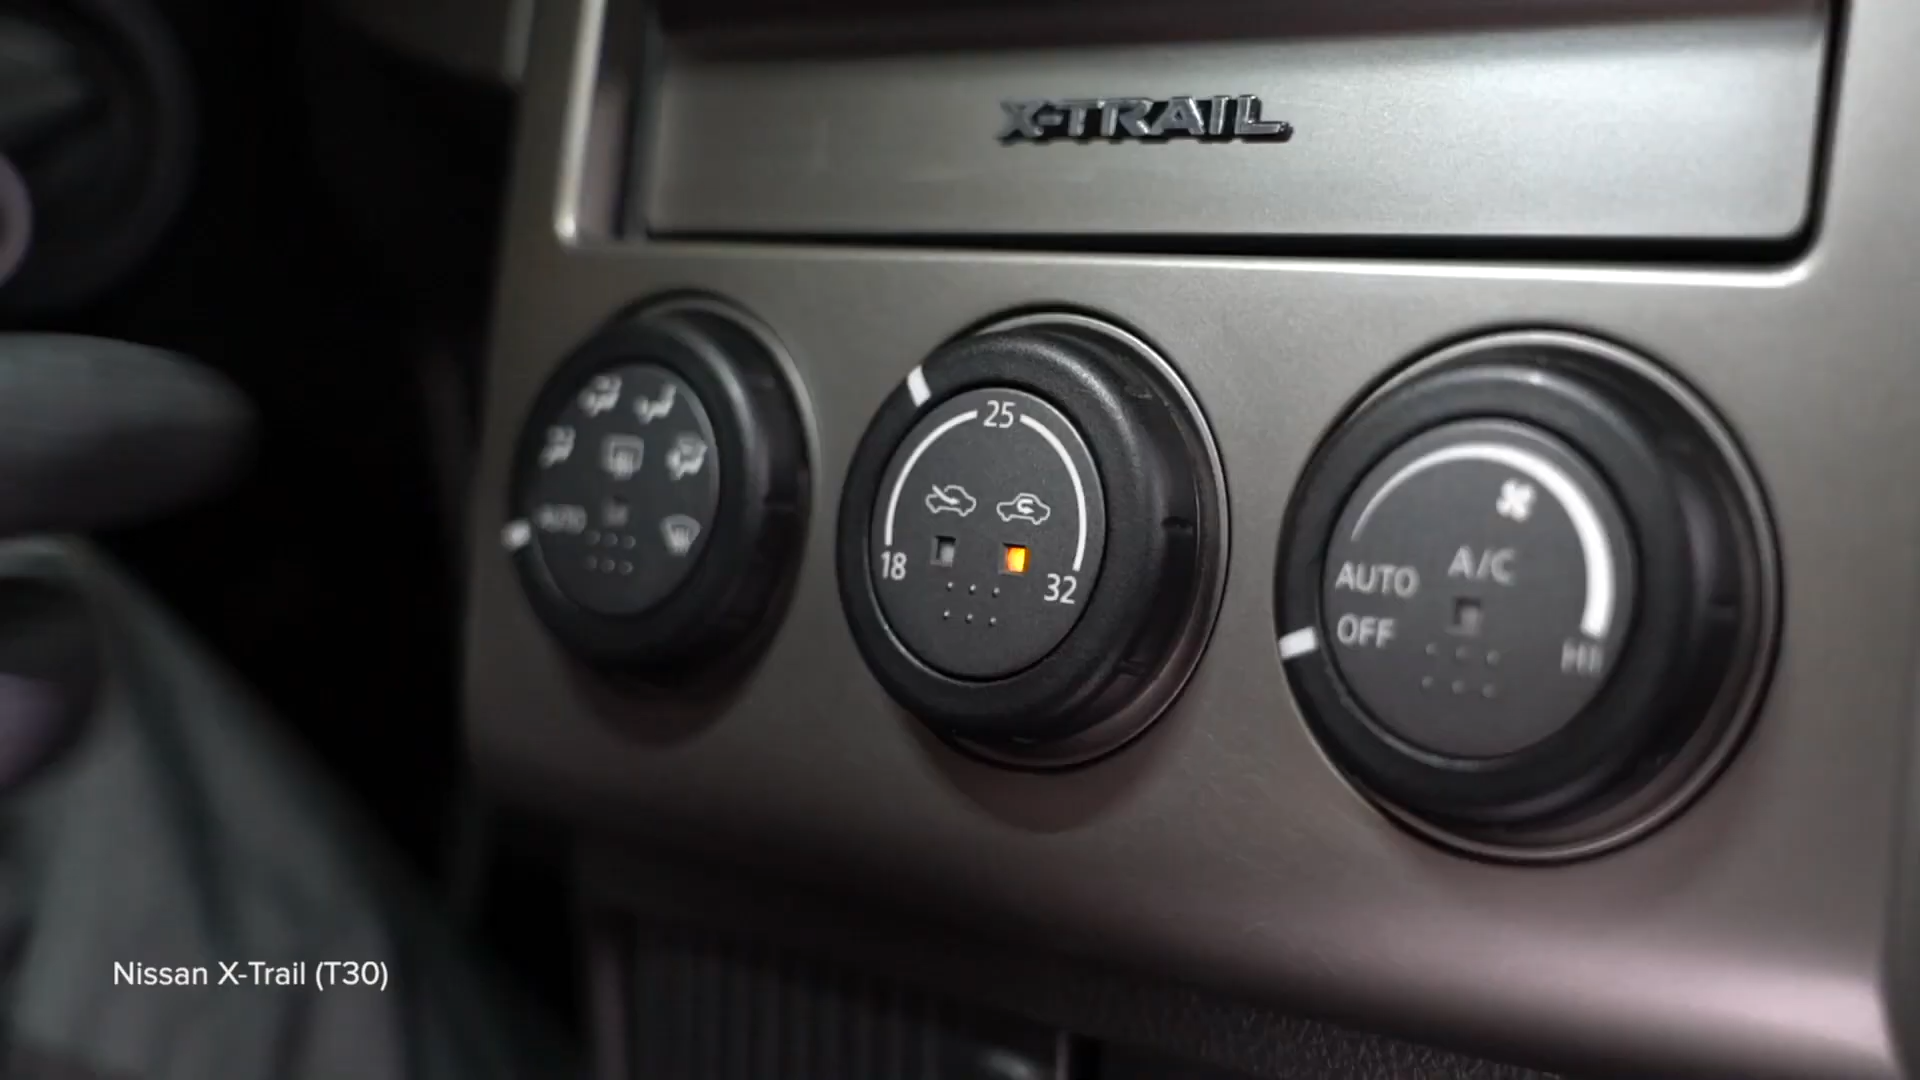 X-TRAIL
AUTO
25
18
32
A/C
AUTO
OFF
HI
Nissan X-Trail (T30)